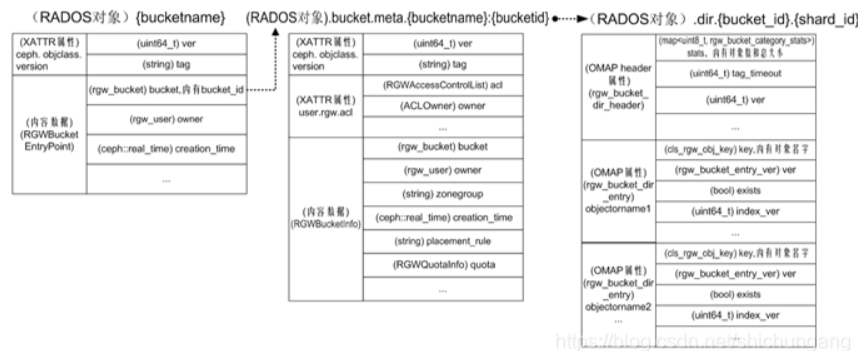 （RADOS对象）{bucketname}
(XATTR属性)
ceph. objclass.
version
(uint64_t) ver
(string) tag
(内容数据)
(RGWBucket
EntryPoint)
(rgw_bucket) bucket,内有bucket_id
(rgw_user) owner
(ceph::real_time) creation_time
...
(RADOS对象).bucket.meta.{bucketname}:{bucketid}
(XATTR属性)
ceph. objclass.
version
(uint64_t) ver
(string) tag
(XATTR属性)
user.rgw.acl
(RGWAccessControlList) acl
(ACLOwner) owner
...
(内容数据)
(RGWBucketInfo)
(rgw_bucket) bucket
(rgw_user) owner
(string) zonegroup
(ceph::real_time) creation_time
(string) placement_rule
(RGWQuotaInfo) quota
...
（RADOS对象）.dir.{bucket_id}.{shard_id}
(OMAP header
属性)
(rgw_bucket_
dir_header)
(map<uint8_t, rgw_bucket_category_stats>)
stats, 内有对象数和总大小
(uint64_t) tag_timeout
(uint64_t) ver
...
(OMAP属性)
(rgw_bucket_dir
_entry)
objectorname1
(cls_rgw_obj_key) key,内有对象名字
(rgw_bucket_entry_ver) ver
(bool) exists
(uint64_t) index_ver
...
(OMAP属性)
(rgw_bucket_dir
_entry)
objectorname2
...
(cls_rgw_obj_key) key,内有对象名字
(rgw_bucket_entry_ver) ver
(bool) exists
(uint64_t) index_ver
https://blog.csdn.net/shichungang